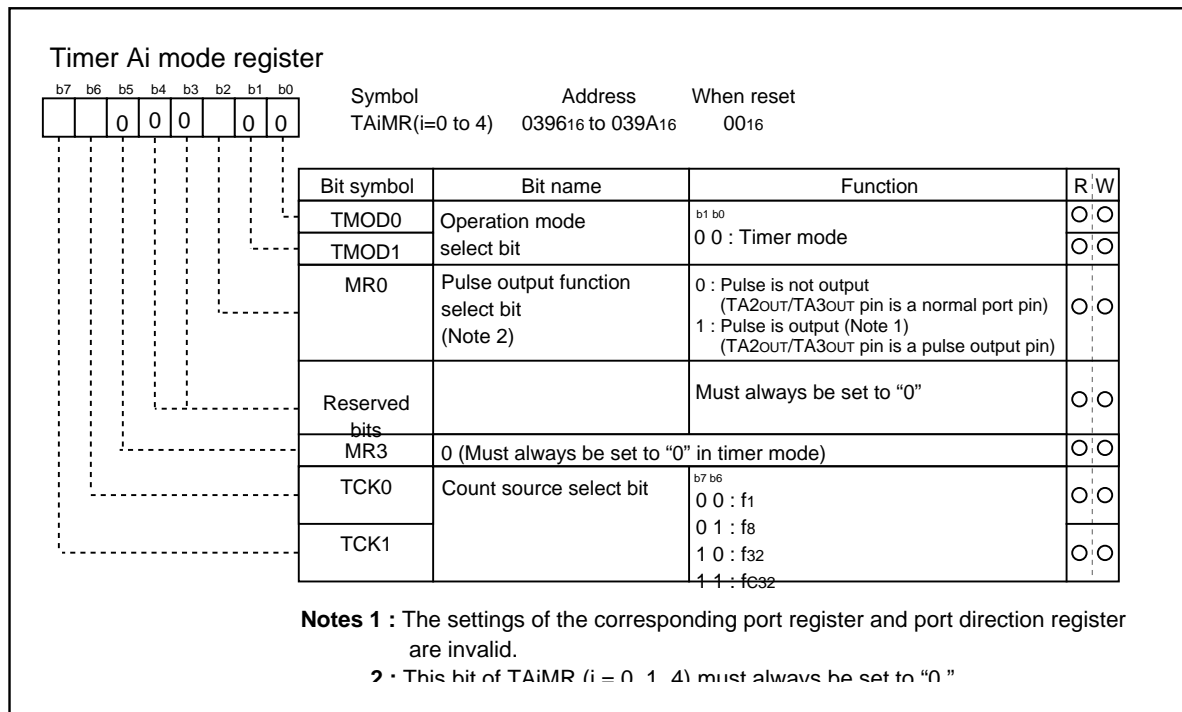 Timer Ai mode register
b7 b6 b5 b4 b3 b2 b1 b0
0 0 0 0 0
Symbol Address When reset
TAiMR(i=0 to 4) 039616 to 039A16 0016
Bit symbol Bit name Function R W
TMOD0
TMOD1
Operation mode
select bit
b1 b0
0 0 : Timer mode
MR0
Pulse output function
select bit
(Note 2)
0 : Pulse is not output
(TA2OUT/TA3OUT pin is a normal port pin)
1 : Pulse is output (Note 1)
(TA2OUT/TA3OUT pin is a pulse output pin)
Reserved
bits
Must always be set to “0”
MR3 0 (Must always be set to “0” in timer mode)
TCK0
TCK1
Count source select bit
b7 b6
0 0 : f1
0 1 : f8
1 0 : f32
1 1 : fC32
Notes 1 : The settings of the corresponding port register and port direction register
are invalid.
2 : This bit of TAiMR (i = 0, 1, 4) must always be set to “0.”